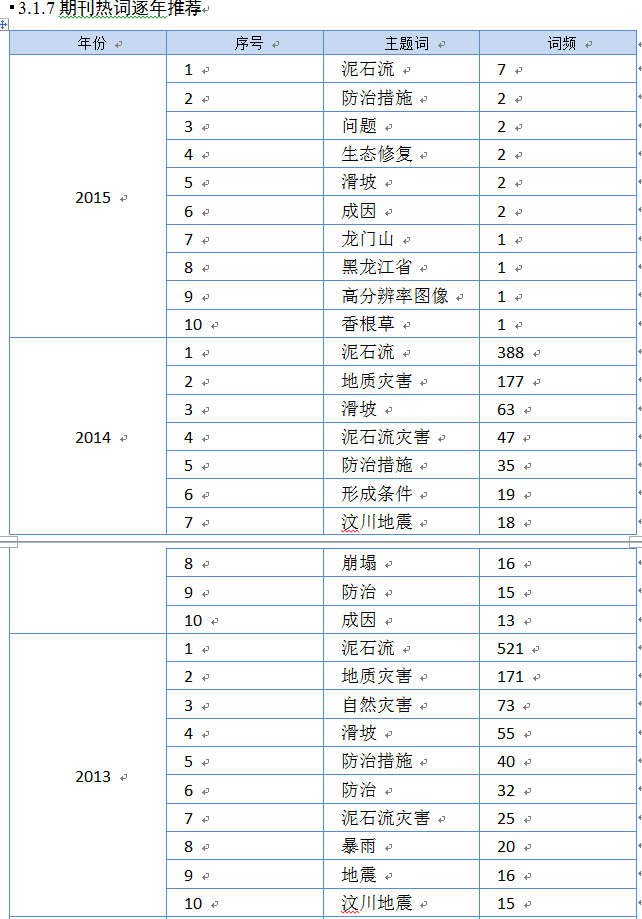 3.1.7 期刊热词逐年推荐
年份 序号 主题词 词频
2015
1 泥石流 7
2 防治措施 2
3 问题 2
4 生态修复 2
5 滑坡 2
6 成因 2
7 龙门山 1
8 黑龙江省 1
9 高分辨率图像 1
10 香根草 1
2014
1 泥石流 388
2 地质灾害 177
3 滑坡 63
4 泥石流灾害 47
5 防治措施 35
6 形成条件 19
7 汶川地震 18
8 崩塌 16
9 防治 15
10 成因 13
2013
1 泥石流 521
2 地质灾害 171
3 自然灾害 73
4 滑坡 55
5 防治措施 40
6 防治 32
7 泥石流灾害 25
8 暴雨 20
9 地震 16
10 汶川地震 15